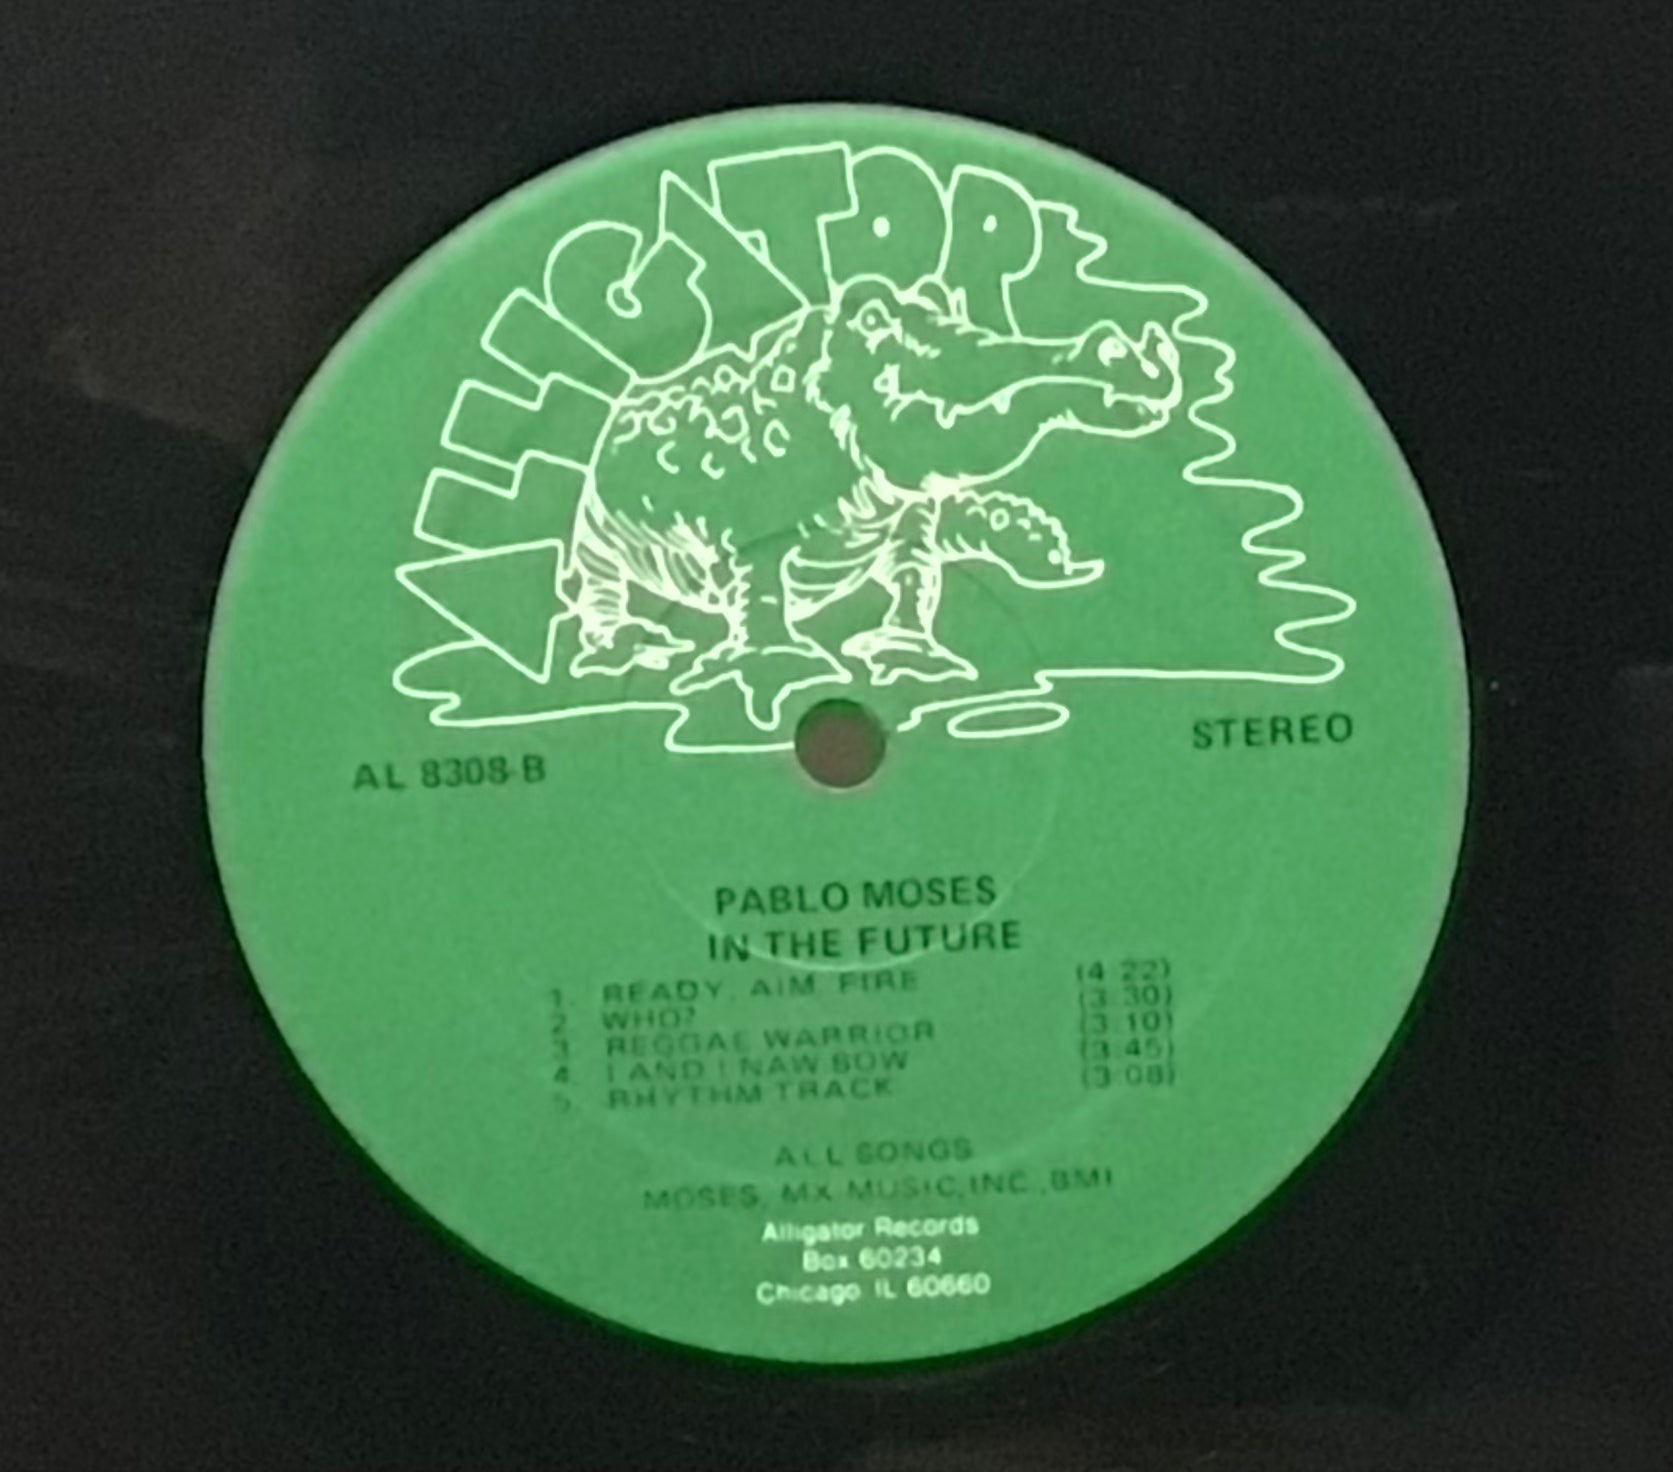 ALLIGATOR
STEREO
AL 8308-B
PABLO MOSES
IN THE FUTURE
1. READY, AIM, FIRE (4:22)
2. WHO? (3:30)
3. REGGAE WARRIOR (3:10)
4. I AND I NAW BOW (3:45)
5. RHYTHM TRACK (3:08)
ALL SONGS
MOSES, MX MUSIC, INC., BMI
Alligator Records
Box 60234
Chicago IL 60660